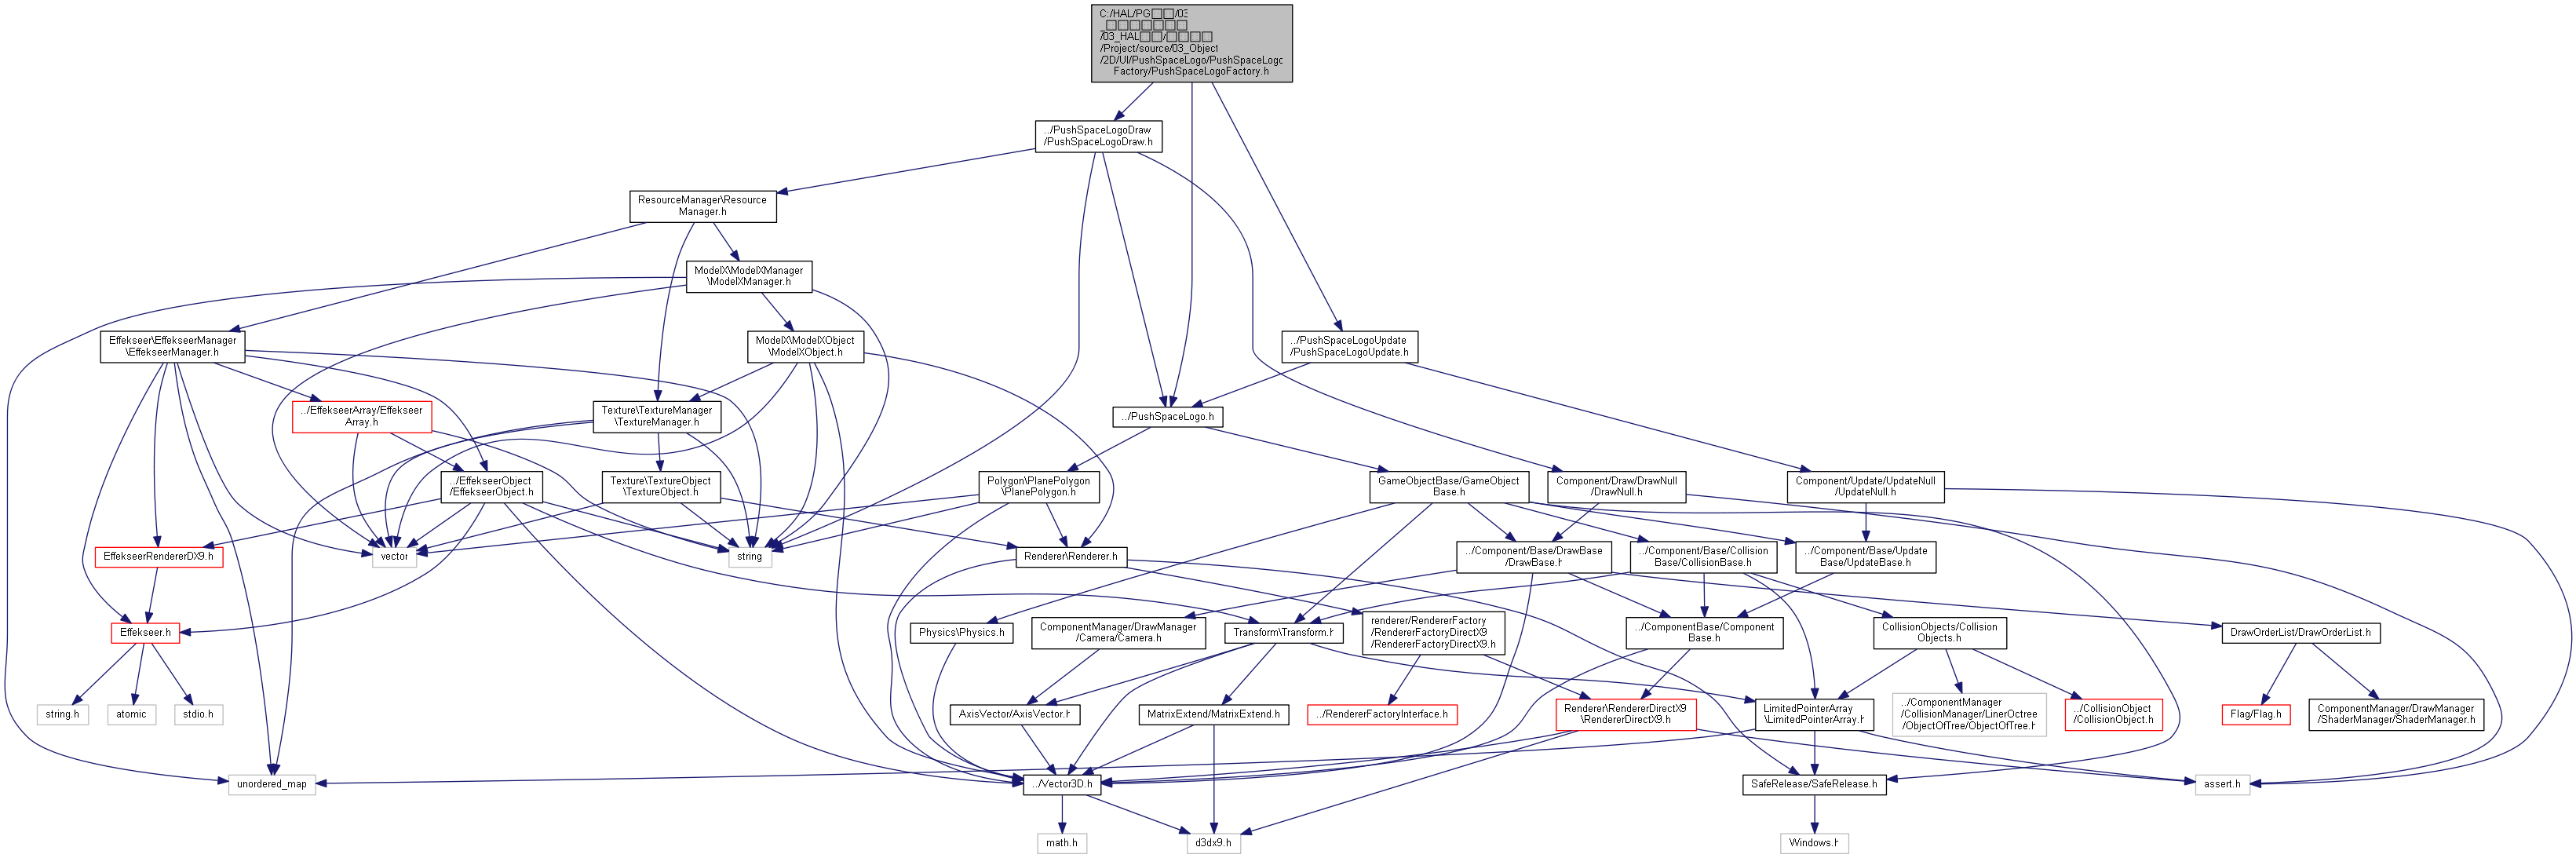 C:/HAL/PG□□/03
_□□□□□□□
/03_HAL□□/□□□□
/Project/source/03_Object
/2D/UI/PushSpaceLogo/PushSpaceLogo
Factory/PushSpaceLogoFactory.h
../PushSpaceLogoDraw
/PushSpaceLogoDraw.h
ResourceManager\Resource
Manager.h
ModelX\ModelXManager
\ModelXManager.h
Effekseer\EffekseerManager
\EffekseerManager.h
ModelX\ModelXObject
\ModelXObject.h
../PushSpaceLogoUpdate
/PushSpaceLogoUpdate.h
../EffekseerArray/Effekseer
Array.h
Texture\TextureManager
\TextureManager.h
../PushSpaceLogo.h
../EffekseerObject
/EffekseerObject.h
Texture\TextureObject
\TextureObject.h
Polygon\PlanePolygon
\PlanePolygon.h
GameObjectBase/GameObject
Base.h
Component/Draw/DrawNull
/DrawNull.h
Component/Update/UpdateNull
/UpdateNull.h
EffekseerRendererDX9.h
vector
string
Renderer\Renderer.h
../Component/Base/DrawBase
/DrawBase.h
../Component/Base/Collision
Base/CollisionBase.h
../Component/Base/Update
Base/UpdateBase.h
Effekseer.h
Physics\Physics.h
ComponentManager/DrawManager
/Camera/Camera.h
Transform\Transform.h
renderer/RendererFactory
/RendererFactoryDirectX9
/RendererFactoryDirectX9.h
../ComponentBase/Component
Base.h
CollisionObjects/Collision
Objects.h
DrawOrderList/DrawOrderList.h
string.h
atomic
stdio.h
AxisVector/AxisVector.h
MatrixExtend/MatrixExtend.h
../RendererFactoryInterface.h
Renderer\RendererDirectX9
\RendererDirectX9.h
LimitedPointerArray
\LimitedPointerArray.h
../ComponentManager
/CollisionManager/LinerOctree
/ObjectOfTree/ObjectOfTree.h
../CollisionObject
/CollisionObject.h
Flag/Flag.h
ComponentManager/DrawManager
/ShaderManager/ShaderManager.h
unordered_map
../Vector3D.h
SafeRelease/SafeRelease.h
assert.h
math.h
d3dx9.h
Windows.h